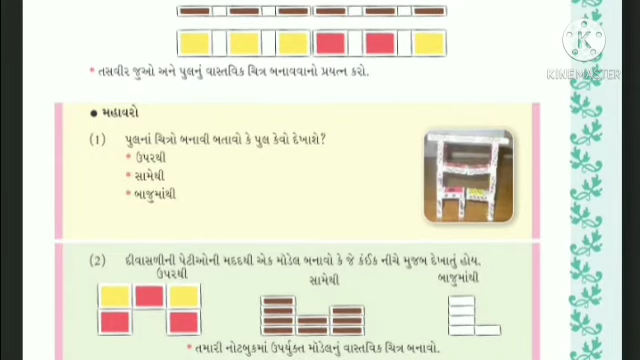 KINEMASTER
* તસવીર જુઓ અને પુલનું વાસ્તવિક ચિત્ર બનાવવાનો પ્રયત્ન કરો.
● મહાવરો
(1) પુલનાં ચિત્રો બનાવી બતાવો કે પુલ કેવો દેખાશે?
* ઉપરથી
* સામેથી
* બાજુમાંથી
(2) દીવાસળીની પેટીઓની મદદથી એક મોડેલ બનાવો કે જે કંઈક નીચે મુજબ દેખાતું હોય.
ઉપરથી સામેથી બાજુમાંથી
* તમારી નોટબુકમાં ઉપર્યુક્ત મોડેલનું વાસ્તવિક ચિત્ર બનાવો.